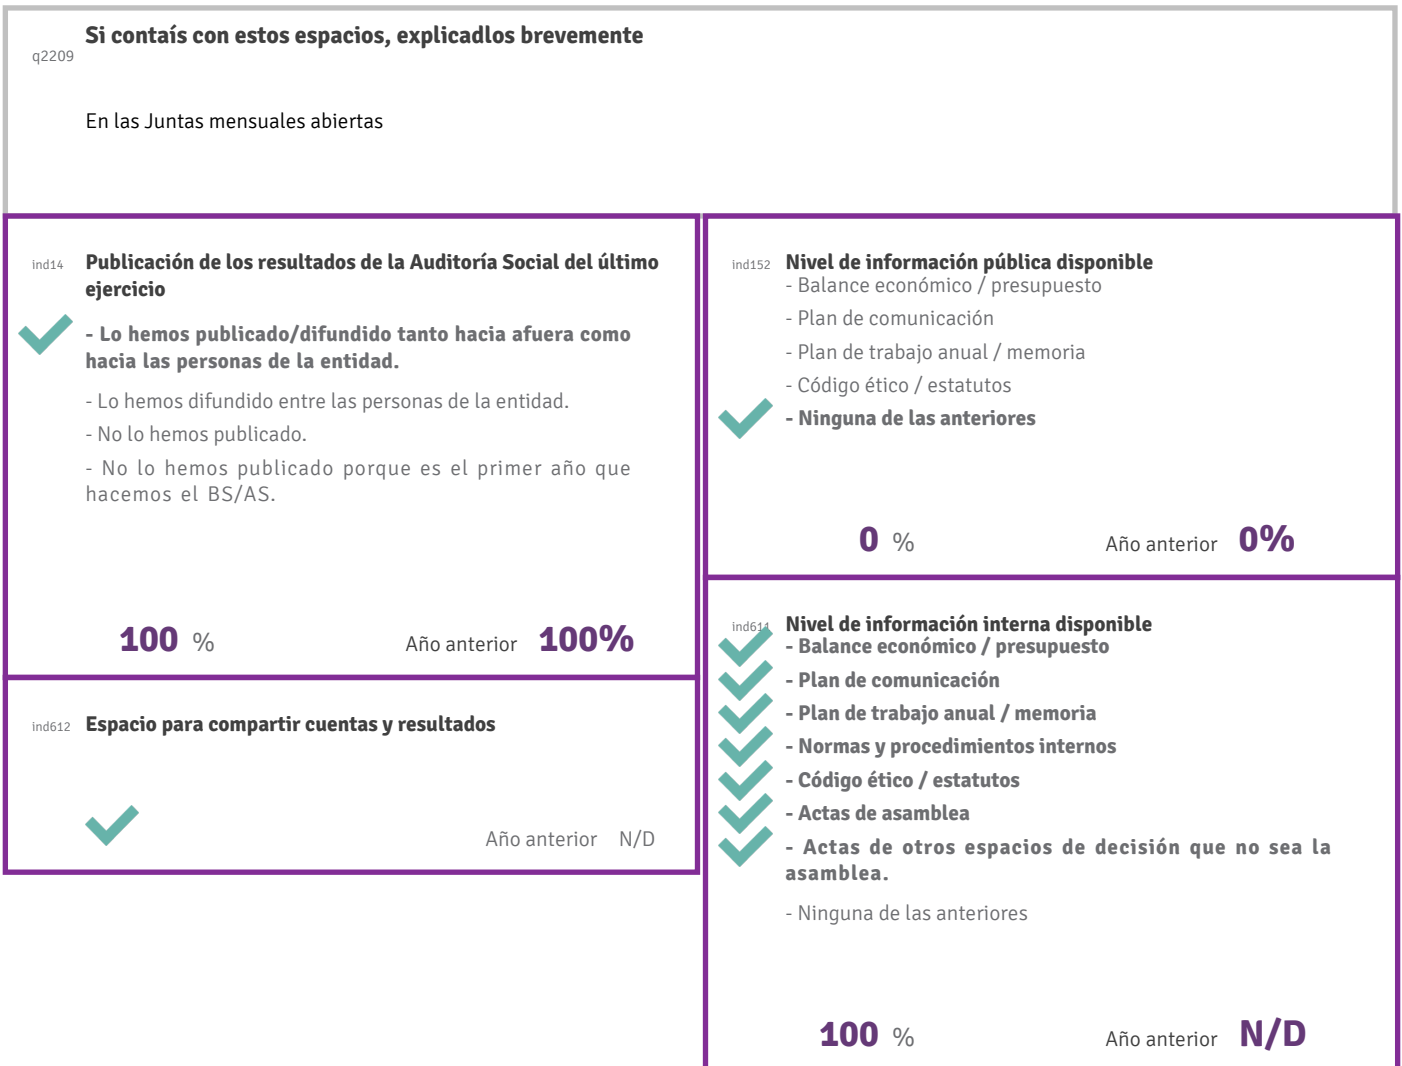 Si contaís con estos espacios, explicadlos brevemente
q2209
En las Juntas mensuales abiertas
ind14 Publicación de los resultados de la Auditoría Social del último
ejercicio
- Lo hemos publicado/difundido tanto hacia afuera como
hacia las personas de la entidad.
- Lo hemos difundido entre las personas de la entidad.
- No lo hemos publicado.
- No lo hemos publicado porque es el primer año que
hacemos el BS/AS.
100 % Año anterior 100%
ind612 Espacio para compartir cuentas y resultados
Año anterior N/D
ind152 Nivel de información pública disponible
- Balance económico / presupuesto
- Plan de comunicación
- Plan de trabajo anual / memoria
- Código ético / estatutos
- Ninguna de las anteriores
0 % Año anterior 0%
ind611 Nivel de información interna disponible
- Balance económico / presupuesto
- Plan de comunicación
- Plan de trabajo anual / memoria
- Normas y procedimientos internos
- Código ético / estatutos
- Actas de asamblea
- Actas de otros espacios de decisión que no sea la
asamblea.
- Ninguna de las anteriores
100 % Año anterior N/D